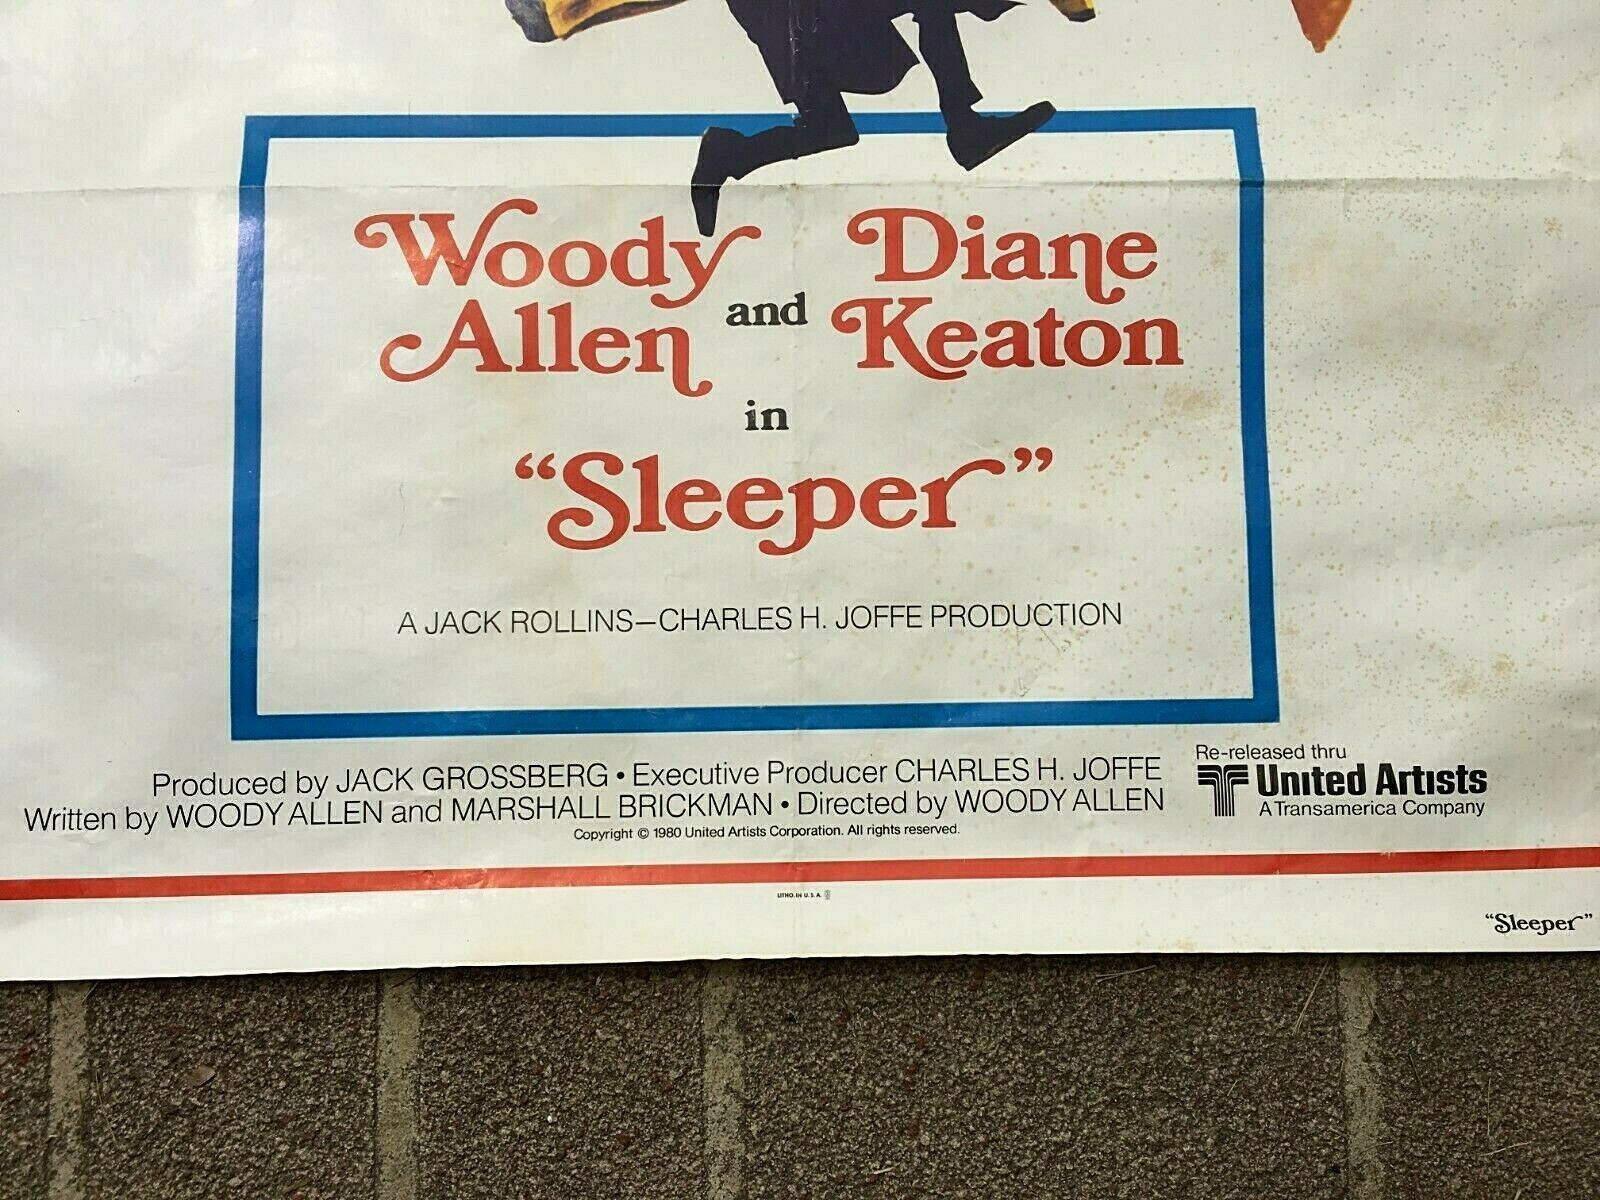 Woody Diane
Allen and Keaton
in
“Sleeper”
A JACK ROLLINS–CHARLES H. JOFFE PRODUCTION
Produced by JACK GROSSBERG • Executive Producer CHARLES H. JOFFE
Written by WOODY ALLEN and MARSHALL BRICKMAN • Directed by WOODY ALLEN
Copyright © 1980 United Artists Corporation. All rights reserved.
Re-released thru
United Artists
A Transamerica Company
LITHO. IN U.S.A.
“Sleeper”